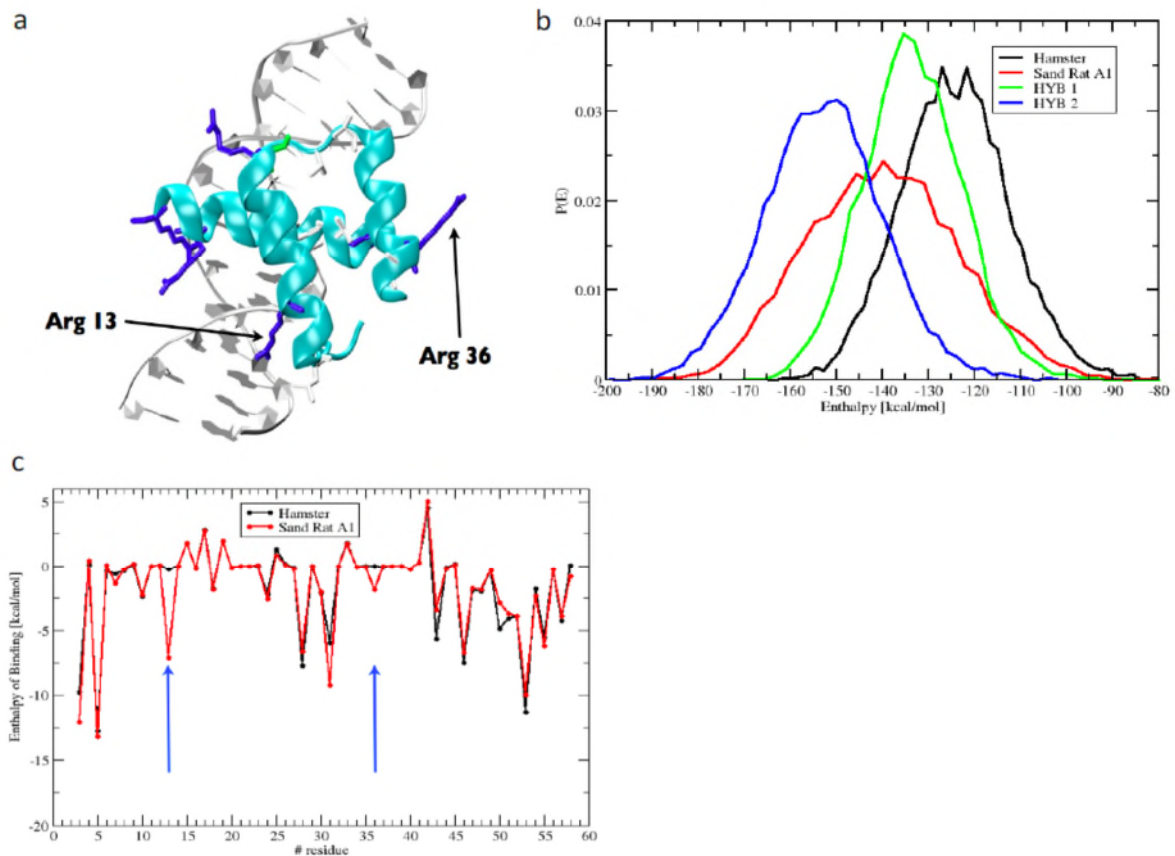 a
Arg 13
Arg 36
b
0.04
0.03
0.02
0.01
0
P(E)
Hamster
Sand Rat A1
HYB 1
HYB 2
-200 -190 -180 -170 -160 -150 -140 -130 -120 -110 -100 -90 -80
Enthalpy [kcal/mol]
c
5
0
-5
-10
-15
-20
Enthalpy of Binding [kcal/mol]
Hamster
Sand Rat A1
0 5 10 15 20 25 30 35 40 45 50 55 60
# residue